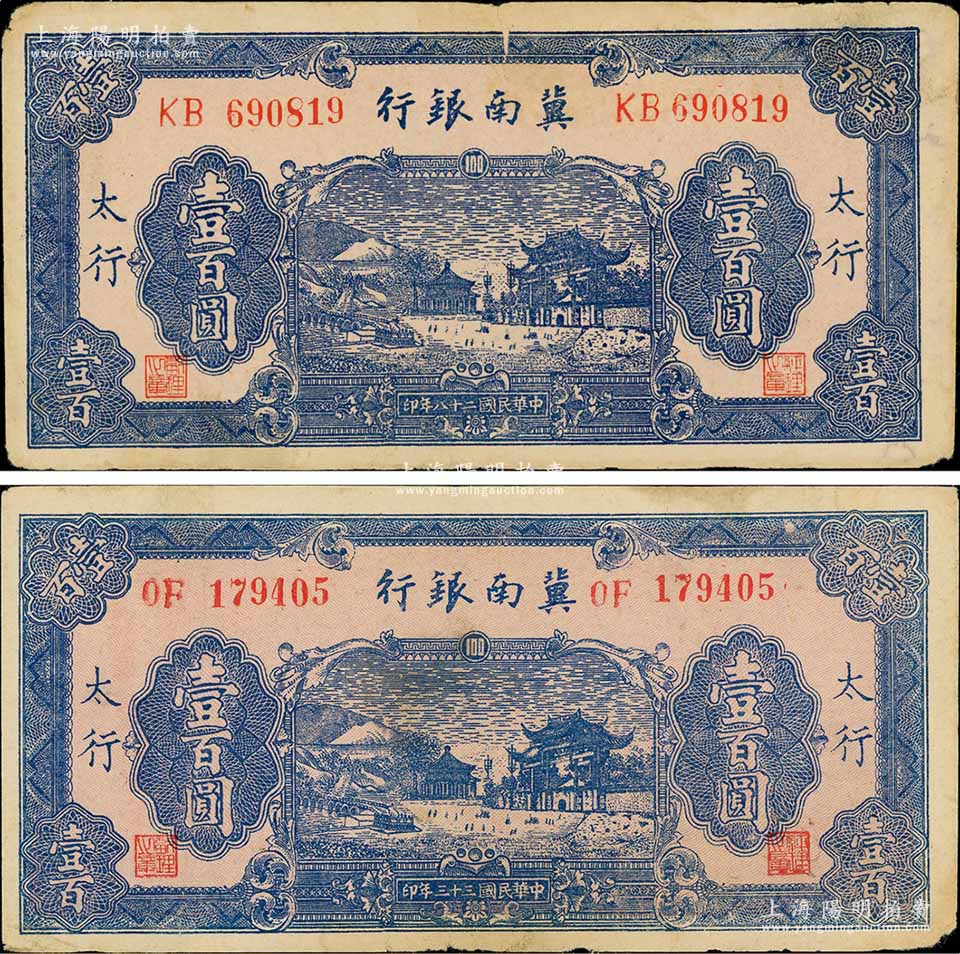 上海陽明拍賣
www.yangmingauction.com
壹百
壹百
KB 690819
冀南銀行
KB 690819
100
太行
壹百圓
壹百圓
太行
壹百
壹百
中華民國二十八年印
上海陽明拍賣
www.yangmingauction.com
壹百
壹百
OF 179405
冀南銀行
OF 179405
100
太行
壹百圓
壹百圓
太行
壹百
壹百
中華民國三十三年印
上海陽明拍賣
www.yangmingauction.com